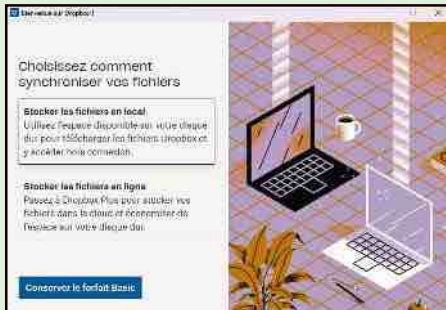 Bienvenue sur Dropbox !
Choisissez comment
synchroniser vos fichiers
Stocker les fichiers en local
Utilisez l'espace disponible sur votre disque
dur pour télécharger les fichiers Dropbox et
y accéder hors connexion.
Stocker les fichiers en ligne
Passez à Dropbox Plus pour stocker vos
fichiers dans le cloud et économiser de
l'espace sur votre disque dur.
Conserver le forfait Basic